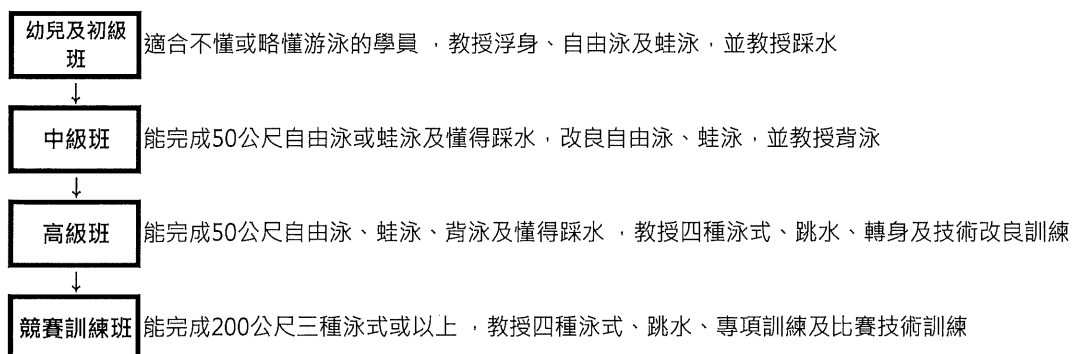 幼兒及初級
班
適合不懂或略懂游泳的學員 ，教授浮身、自由泳及蛙泳，並教授踩水
↓
中級班
能完成50公尺自由泳或蛙泳及懂得踩水，改良自由泳、蛙泳，並教授背泳
↓
高級班
能完成50公尺自由泳、蛙泳、背泳及懂得踩水 ，教授四種泳式、跳水、轉身及技術改良訓練
↓
競賽訓練班
能完成200公尺三種泳式或以上 ，教授四種泳式、跳水、專項訓練及比賽技術訓練